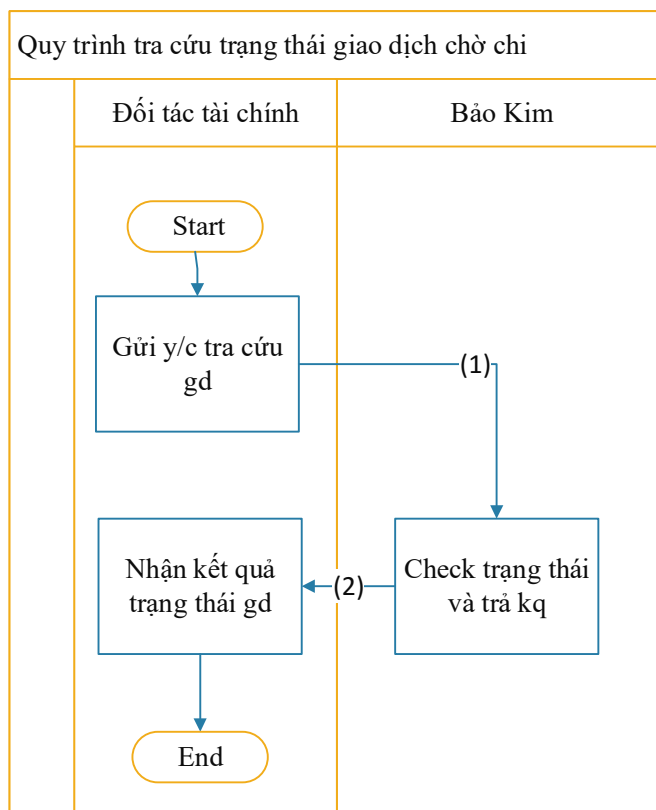 Quy trình tra cứu trạng thái giao dịch chờ chi
Đối tác tài chính
Bảo Kim
Start
Gửi y/c tra cứu
gd
(1)
Check trạng thái
và trả kq
(2)
Nhận kết quả
trạng thái gd
End